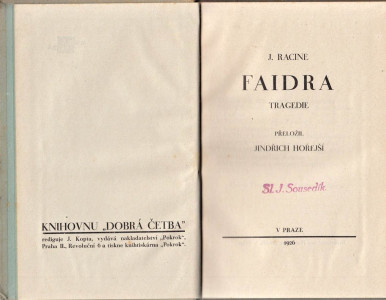 KNIHOVNU „DOBRÁ ČETBA"
rediguje J. Kopta, vydává nakladatelství „Pokrok",
Praha II., Revoluční 6 a tiskne knihtiskárna „Pokrok".
J. RACINE
FAIDRA
TRAGEDIE
PŘELOŽIL
JINDŘICH HOŘEJŠÍ
St. J. Sousedík.
V PRAZE
1926